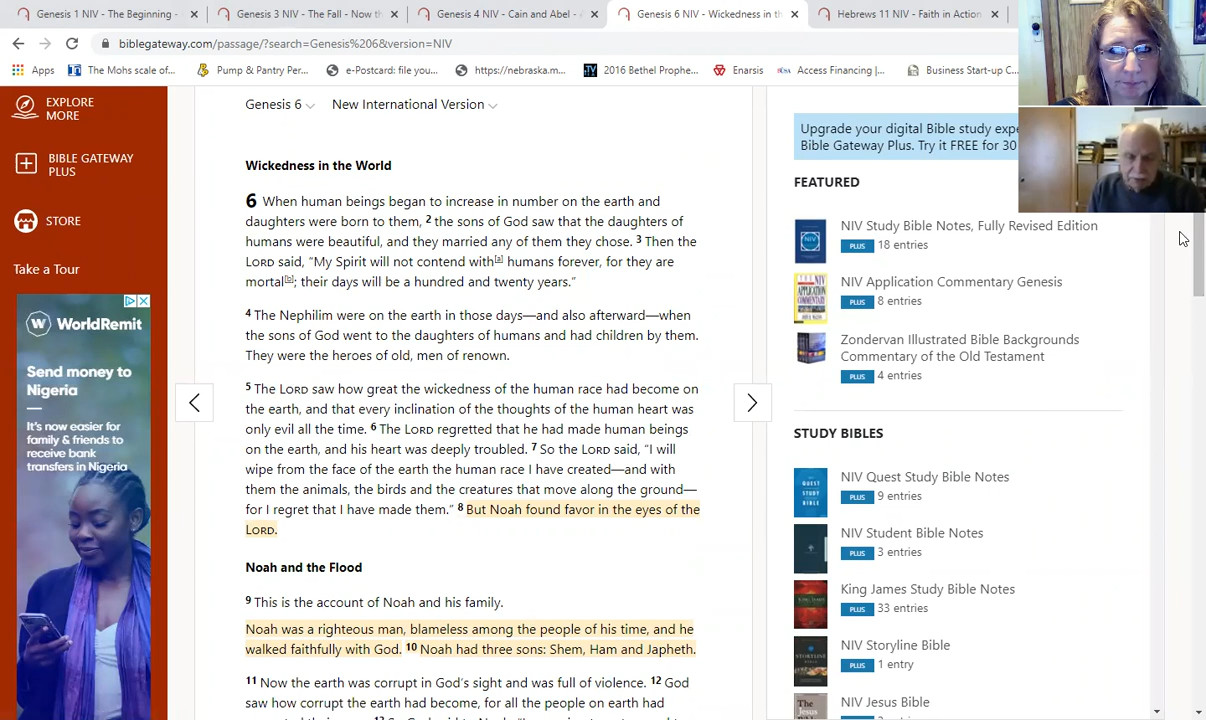 Genesis 1 NIV - The Beginning -
Genesis 3 NIV - The Fall - Now th
Genesis 4 NIV - Cain and Abel - A
Genesis 6 NIV - Wickedness in th
Hebrews 11 NIV - Faith in Action
biblegateway.com/passage/?search=Genesis%206&version=NIV
Apps
The Mohs scale of...
Pump & Pantry Per...
e-Postcard: file you...
https://nebraska.m...
2016 Bethel Prophe...
Enarsis
Access Financing |...
Business Start-up C...
EXPLORE
MORE
BIBLE GATEWAY
PLUS
STORE
Take a Tour
WorldRemit
Send money to
Nigeria
It's now easier for
family & friends to
receive bank
transfers in Nigeria
Genesis 6
New International Version
Wickedness in the World
6 When human beings began to increase in number on the earth and
daughters were born to them, 2 the sons of God saw that the daughters of
humans were beautiful, and they married any of them they chose. 3 Then the
LORD said, “My Spirit will not contend with[a] humans forever, for they are
mortal[b]; their days will be a hundred and twenty years.”
4 The Nephilim were on the earth in those days—and also afterward—when
the sons of God went to the daughters of humans and had children by them.
They were the heroes of old, men of renown.
5 The LORD saw how great the wickedness of the human race had become on
the earth, and that every inclination of the thoughts of the human heart was
only evil all the time. 6 The LORD regretted that he had made human beings
on the earth, and his heart was deeply troubled. 7 So the LORD said, “I will
wipe from the face of the earth the human race I have created—and with
them the animals, the birds and the creatures that move along the ground—
for I regret that I have made them.” 8 But Noah found favor in the eyes of the
LORD.
Noah and the Flood
9 This is the account of Noah and his family.
Noah was a righteous man, blameless among the people of his time, and he
walked faithfully with God. 10 Noah had three sons: Shem, Ham and Japheth.
11 Now the earth was corrupt in God's sight and was full of violence. 12 God
saw how corrupt the earth had become, for all the people on earth had
Upgrade your digital Bible study expe
Bible Gateway Plus. Try it FREE for 30
FEATURED
NIV Study Bible Notes, Fully Revised Edition
PLUS 18 entries
NIV Application Commentary Genesis
PLUS 8 entries
Zondervan Illustrated Bible Backgrounds
Commentary of the Old Testament
PLUS 4 entries
STUDY BIBLES
NIV Quest Study Bible Notes
PLUS 9 entries
NIV Student Bible Notes
PLUS 3 entries
King James Study Bible Notes
PLUS 33 entries
NIV Storyline Bible
PLUS 1 entry
NIV Jesus Bible